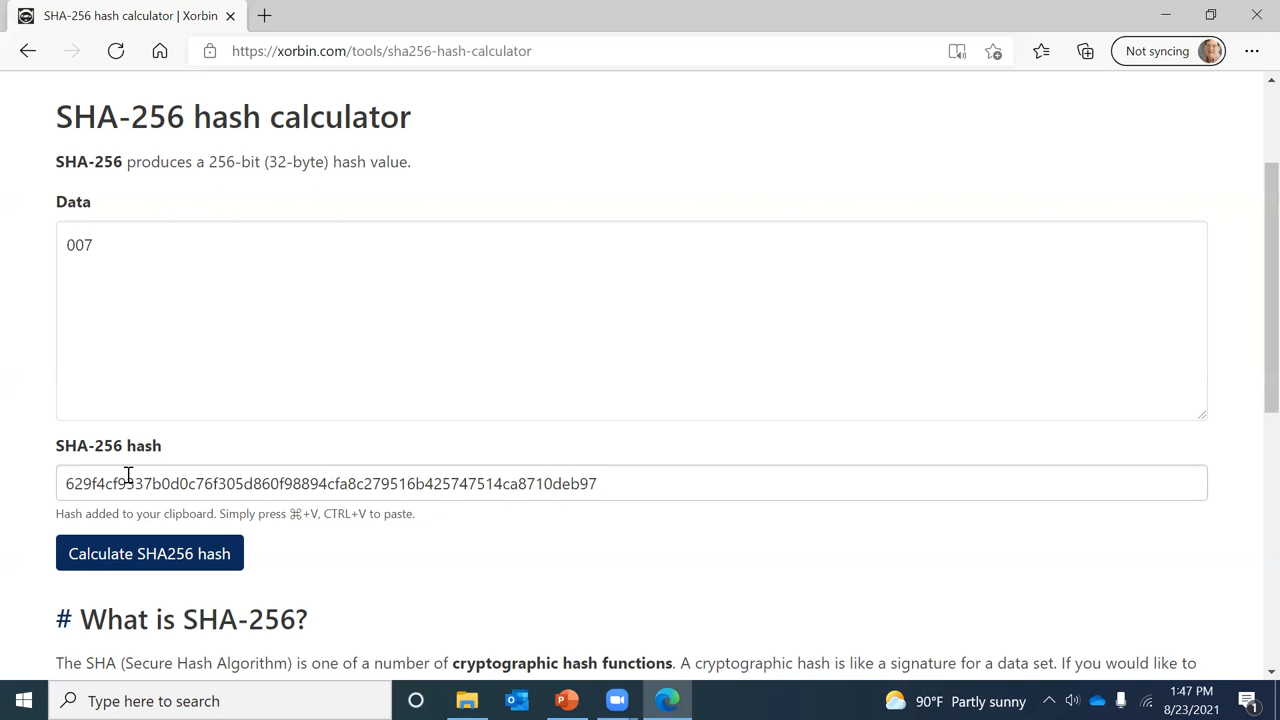 SHA-256 hash calculator | Xorbin
https://xorbin.com/tools/sha256-hash-calculator
Not syncing
SHA-256 hash calculator
SHA-256 produces a 256-bit (32-byte) hash value.
Data
007
SHA-256 hash
Hash added to your clipboard. Simply press ⌘+V, CTRL+V to paste.
Calculate SHA256 hash
# What is SHA-256?
The SHA (Secure Hash Algorithm) is one of a number of cryptographic hash functions. A cryptographic hash is like a signature for a data set. If you would like to
Type here to search
90°F Partly sunny
1:47 PM
8/23/2021
1